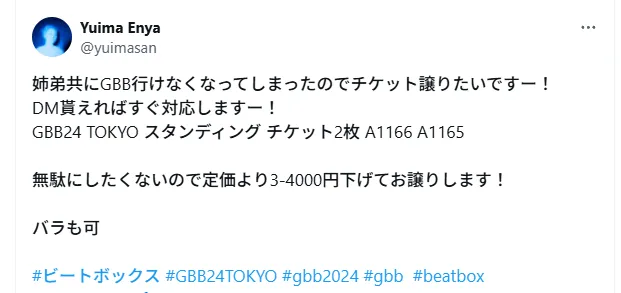 Yuima Enya
@yuimasan
姉弟共にGBB行けなくなってしまったのでチケット譲りたいですー！
DM貰えればすぐ対応しますー！
GBB24 TOKYO スタンディング チケット2枚 A1166 A1165
無駄にしたくないので定価より3-4000円下げてお譲りします！
バラも可
#ビートボックス #GBB24TOKYO #gbb2024 #gbb #beatbox